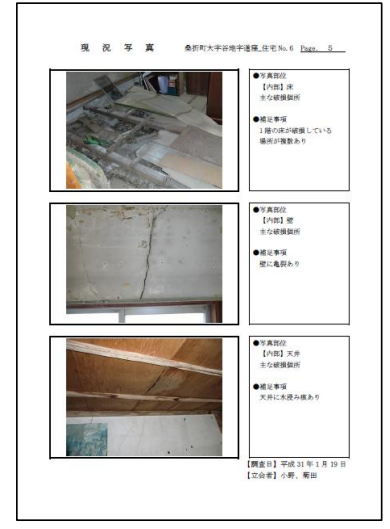 現況写真 桑折町大字谷地字道窪_住宅 No.6 Page. 5
●写真部位
【内部】床
主な破損個所
●補足事項
1階の床が破損している
場所が複数あり
●写真部位
【内部】壁
主な破損個所
●補足事項
壁に亀裂あり
●写真部位
【内部】天井
主な破損個所
●補足事項
天井に水浸み痕あり
【調査日】平成31年1月19日
【立会者】小野、菊田